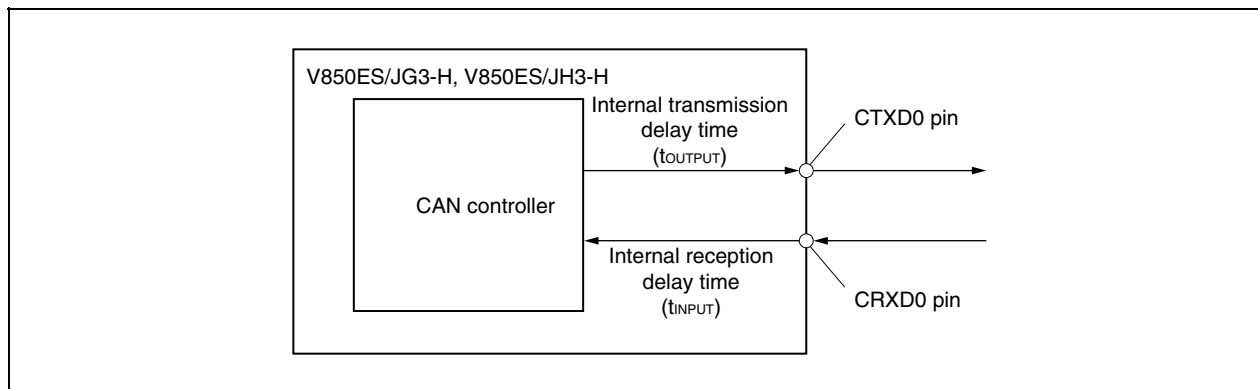 V850ES/JG3-H, V850ES/JH3-H
Internal transmission
delay time
(tOUTPUT)
CTXD0 pin
CAN controller
Internal reception
delay time
(tINPUT)
CRXD0 pin